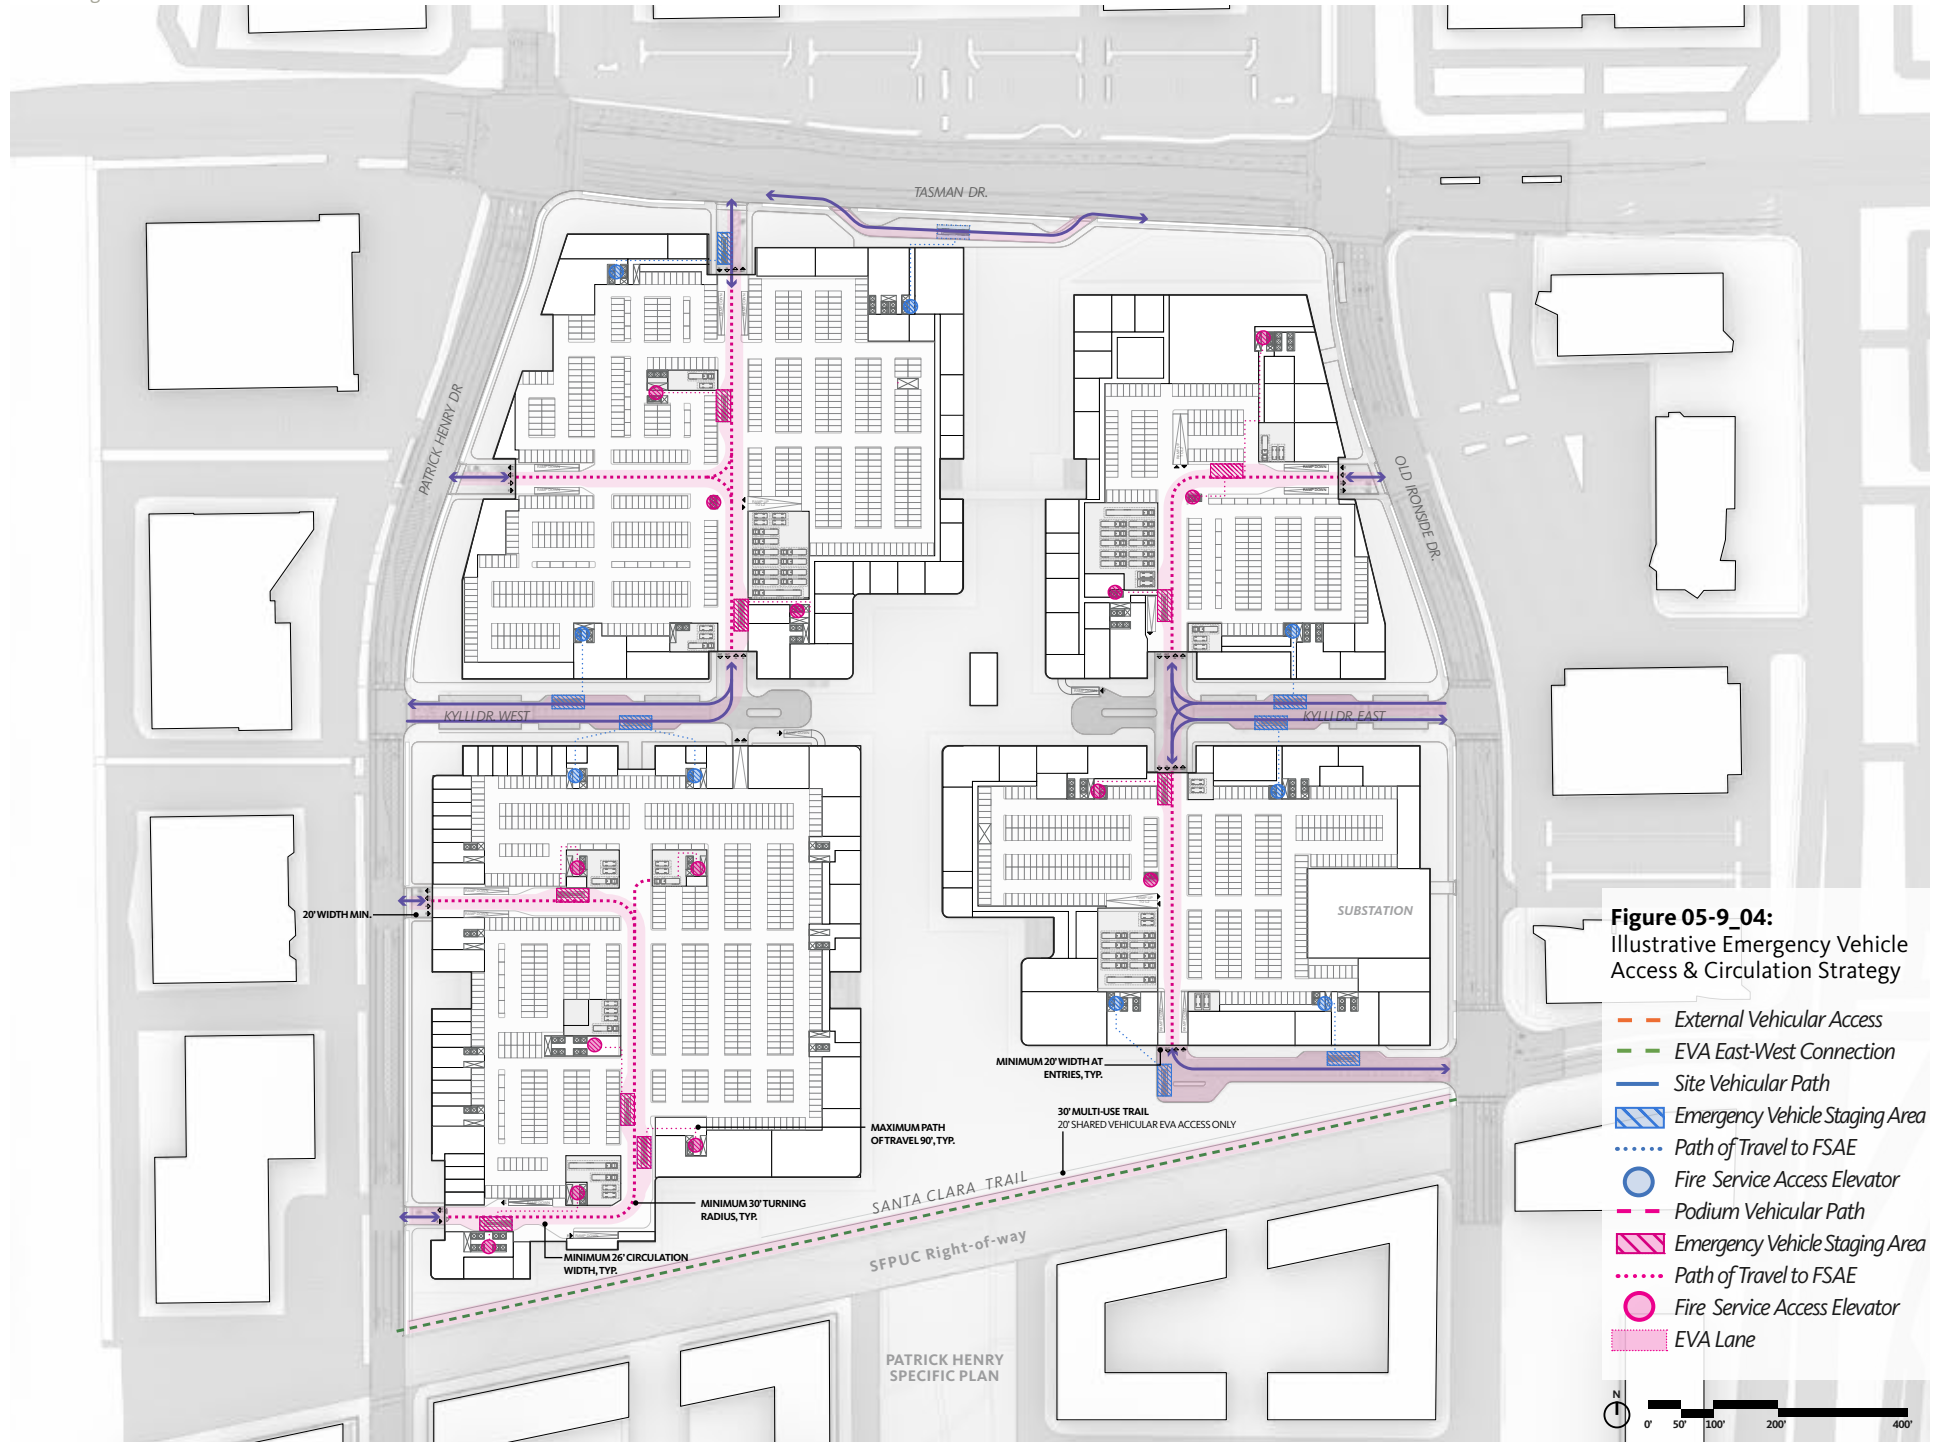 TASMAN DR.
PATRICK HENRY DR
OLD IRONSIDE DR.
KYLLI DR. WEST
KYLLI DR. EAST
20' WIDTH MIN.
SUBSTATION
MINIMUM 20' WIDTH AT
ENTRIES, TYP.
30' MULTI-USE TRAIL
20' SHARED VEHICULAR EVA ACCESS ONLY
MAXIMUM PATH
OF TRAVEL 90', TYP.
MINIMUM 30' TURNING
RADIUS, TYP.
MINIMUM 26' CIRCULATION
WIDTH, TYP.
SANTA CLARA TRAIL
SFPUC Right-of-way
PATRICK HENRY
SPECIFIC PLAN
Figure 05-9_04:
Illustrative Emergency Vehicle
Access & Circulation Strategy
External Vehicular Access
EVA East-West Connection
Site Vehicular Path
Emergency Vehicle Staging Area
Path of Travel to FSAE
Fire Service Access Elevator
Podium Vehicular Path
Emergency Vehicle Staging Area
Path of Travel to FSAE
Fire Service Access Elevator
EVA Lane
N
0' 50' 100' 200' 400'